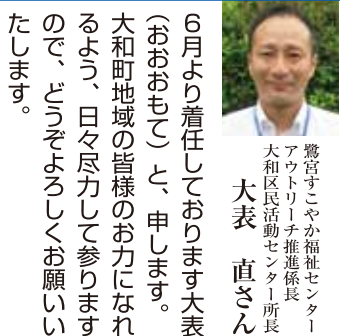 鷺宮すこやか福祉センター
アウトリーチ推進係長
大和区民活動センター所長
大表　直さん
６月より着任しております大表
（おおおもて）と、申します。
大和町地域の皆様のお力になれ
るよう、日々尽力して参ります
ので、どうぞよろしくお願いい
たします。